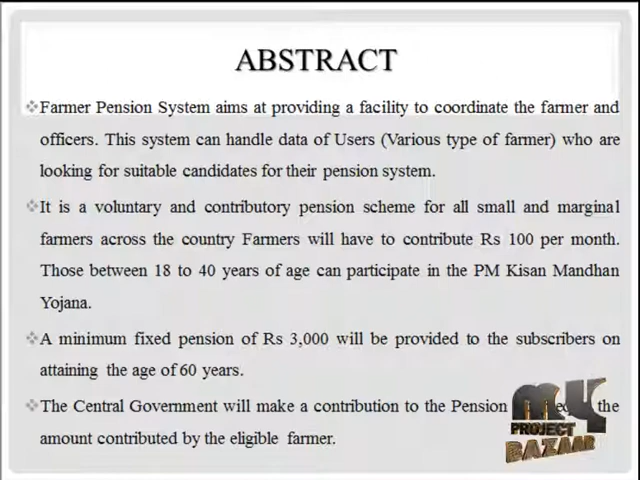 ABSTRACT
Farmer Pension System aims at providing a facility to coordinate the farmer and
officers. This system can handle data of Users (Various type of farmer) who are
looking for suitable candidates for their pension system.
It is a voluntary and contributory pension scheme for all small and marginal
farmers across the country Farmers will have to contribute Rs 100 per month.
Those between 18 to 40 years of age can participate in the PM Kisan Mandhan
Yojana.
A minimum fixed pension of Rs 3,000 will be provided to the subscribers on
attaining the age of 60 years.
The Central Government will make a contribution to the Pension the
amount contributed by the eligible farmer.
MY
PROJECT
BAZAAR